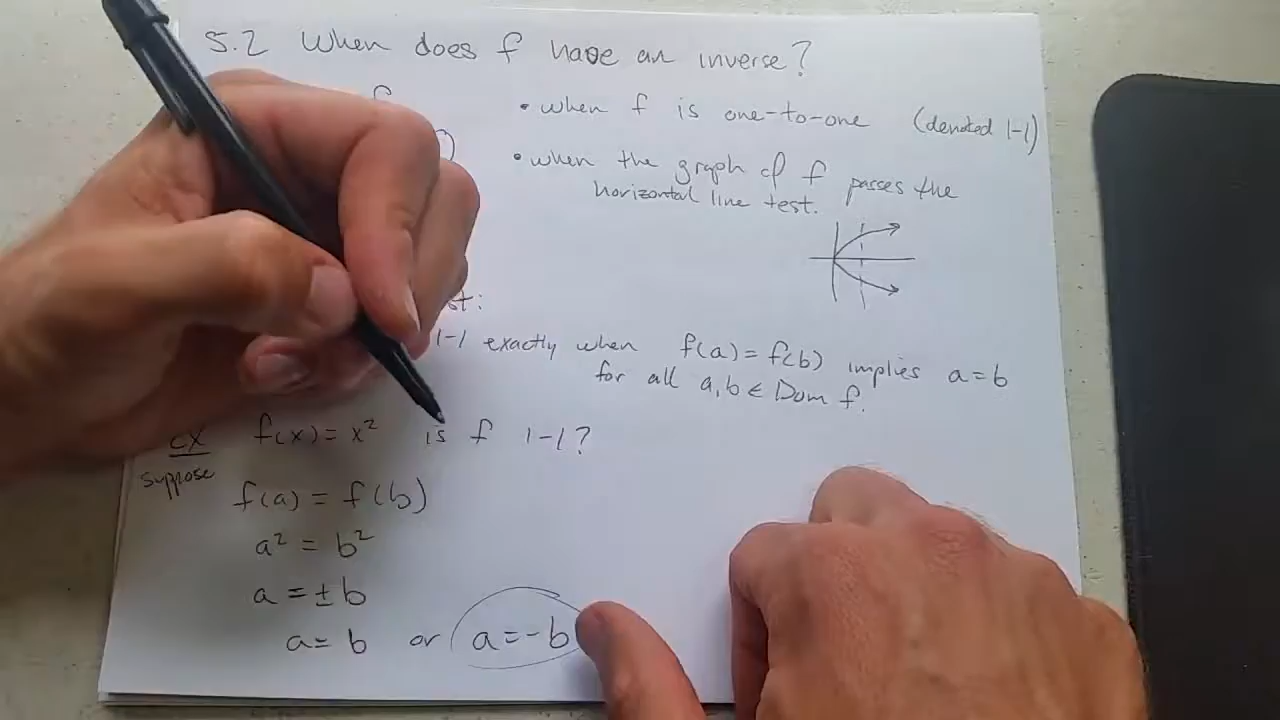 5.2 When does f have an inverse?
• when f is one-to-one (denoted 1-1)
• when the graph of f passes the
horizontal line test.
st:
1-1 exactly when f(a) = f(b) implies a = b
for all a, b ∈ Dom f.
ex f(x) = x² is f 1-1?
suppose
f(a) = f(b)
a² = b²
a = ± b
a = b or a = -b